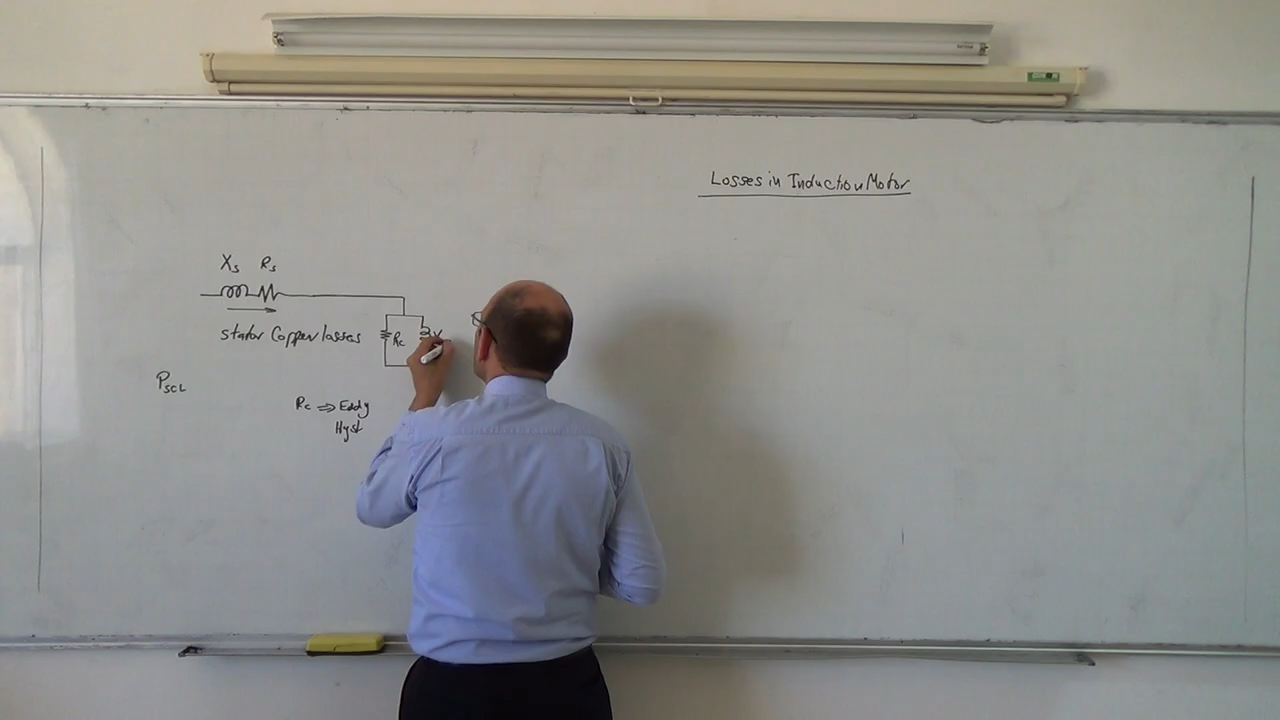 Losses in Induction Motor
Xs Rs
stator Copper losses
Rc
PSCL
Rc ⇒ Eddy
Hyst